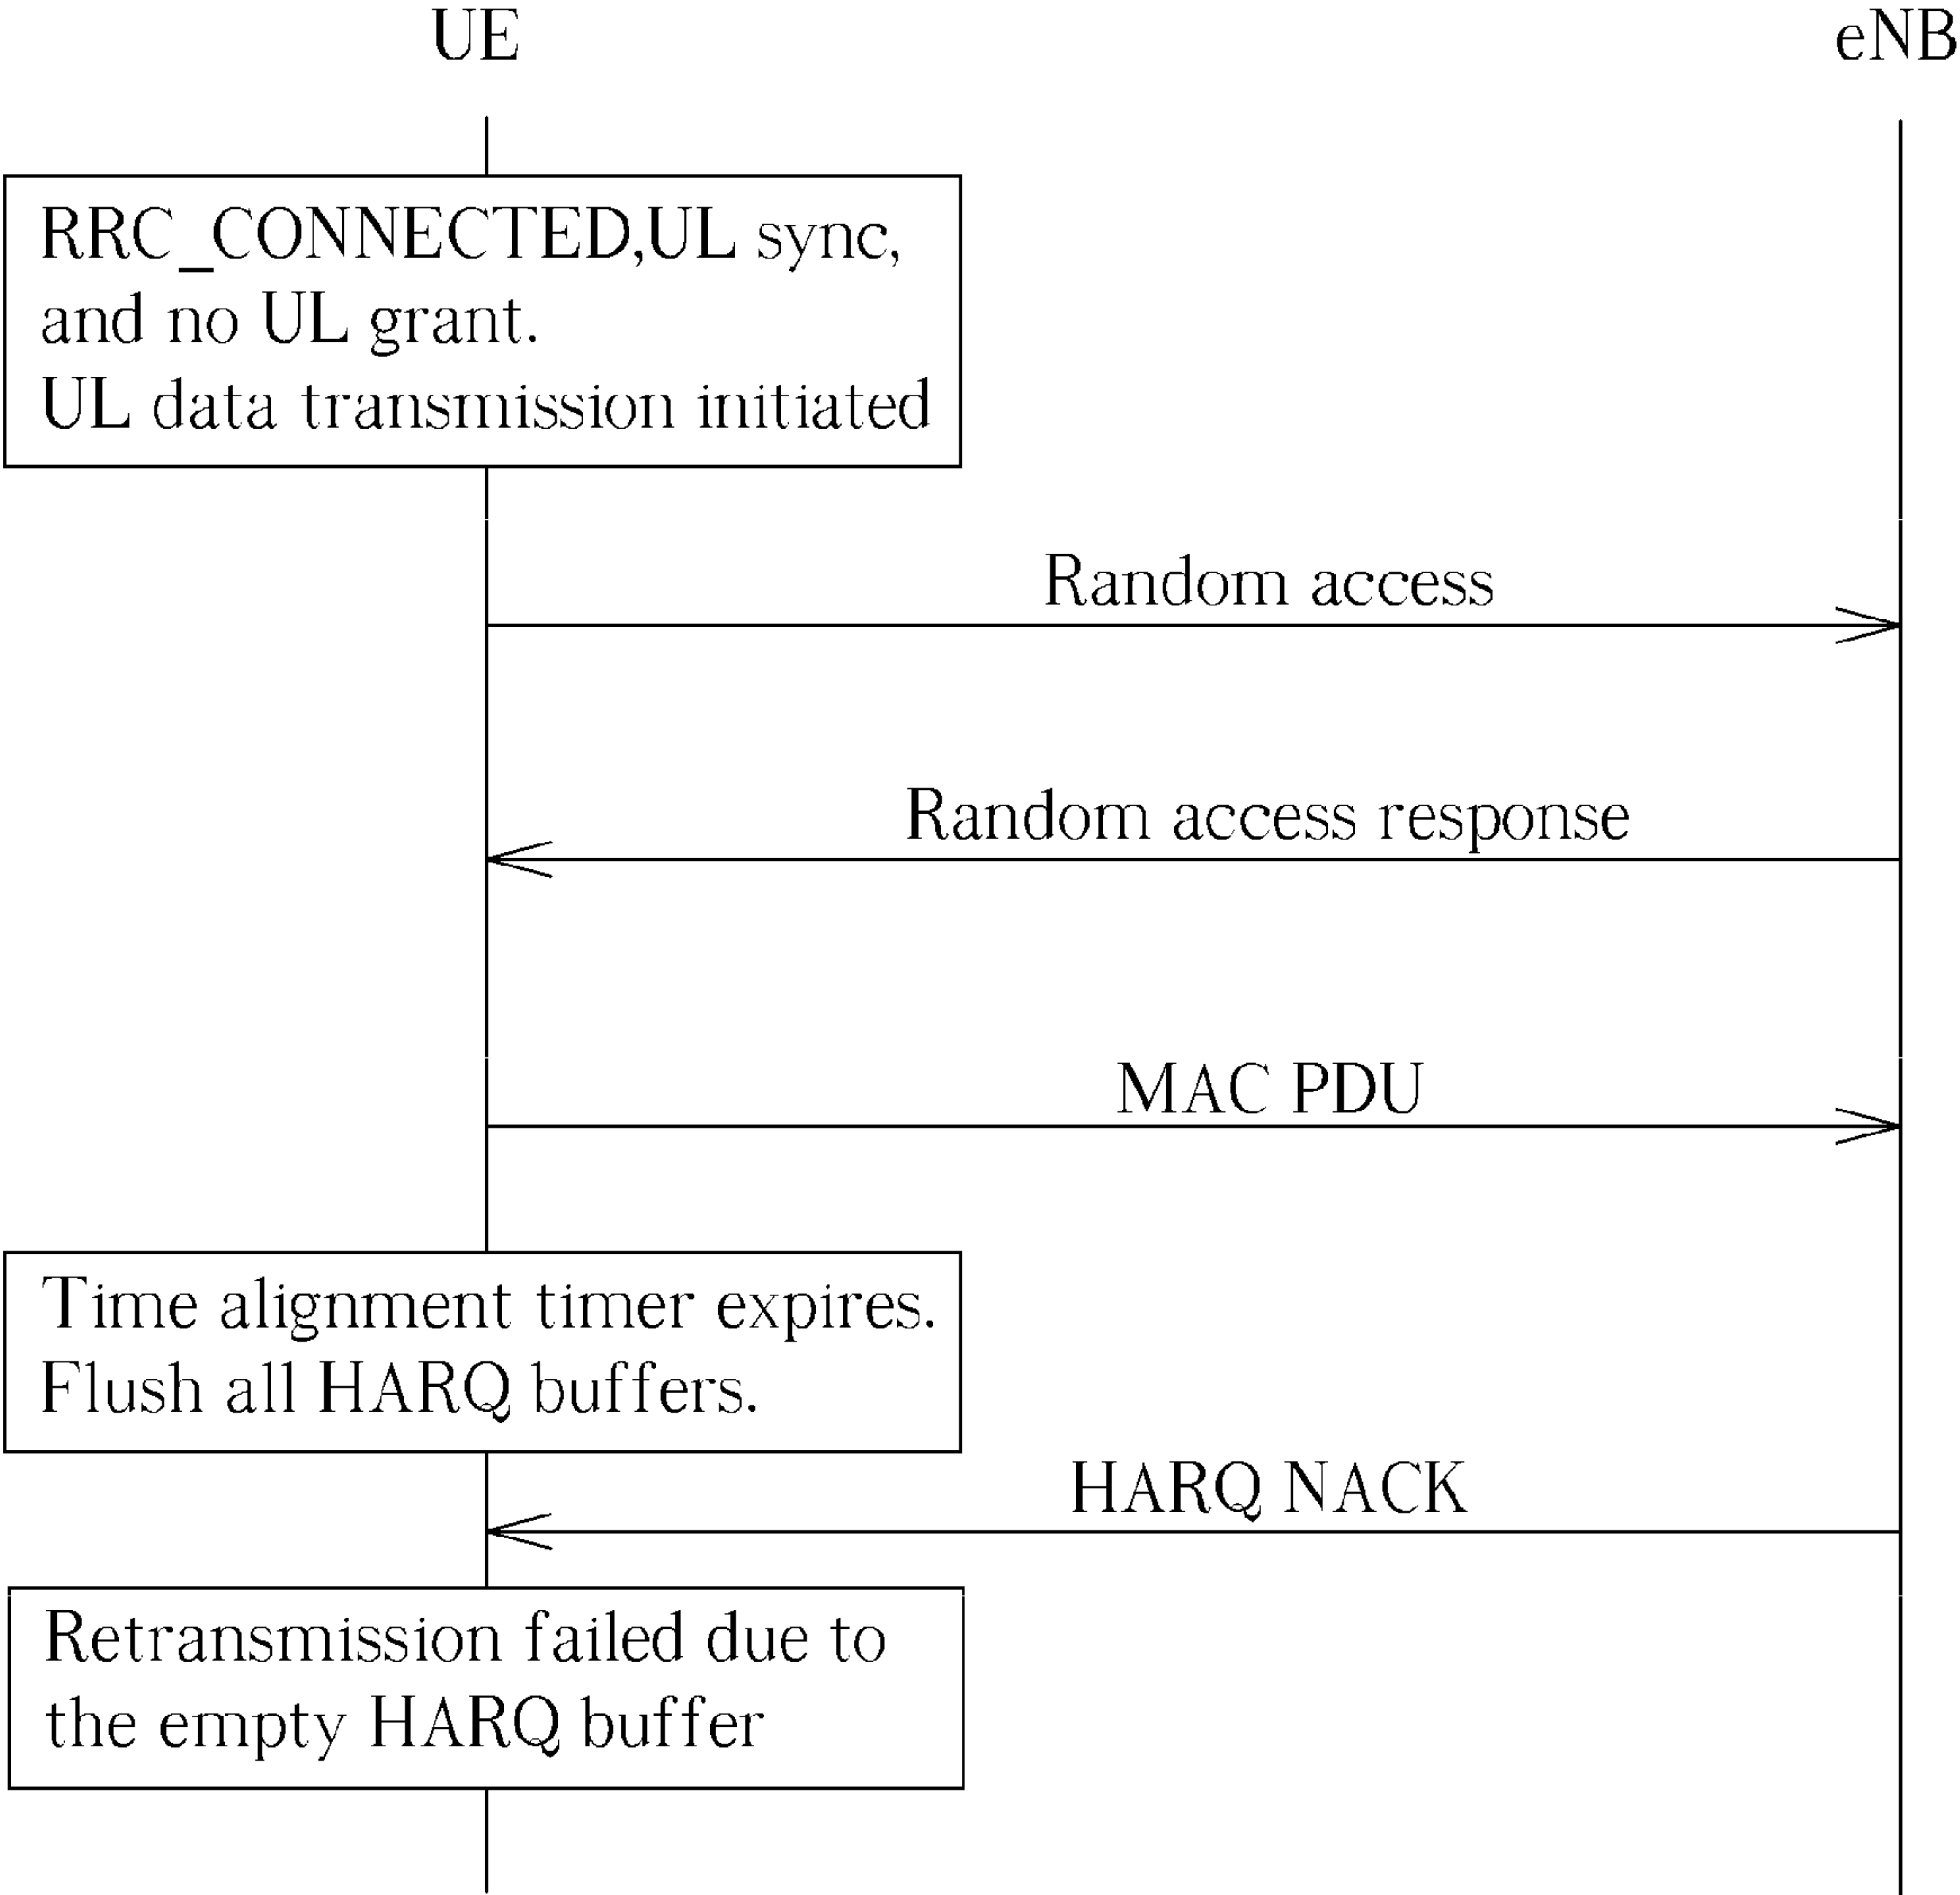 UE
eNB
RRC_CONNECTED,UL sync,
and no UL grant.
UL data transmission initiated
Random access
Random access response
MAC PDU
Time alignment timer expires.
Flush all HARQ buffers.
HARQ NACK
Retransmission failed due to
the empty HARQ buffer